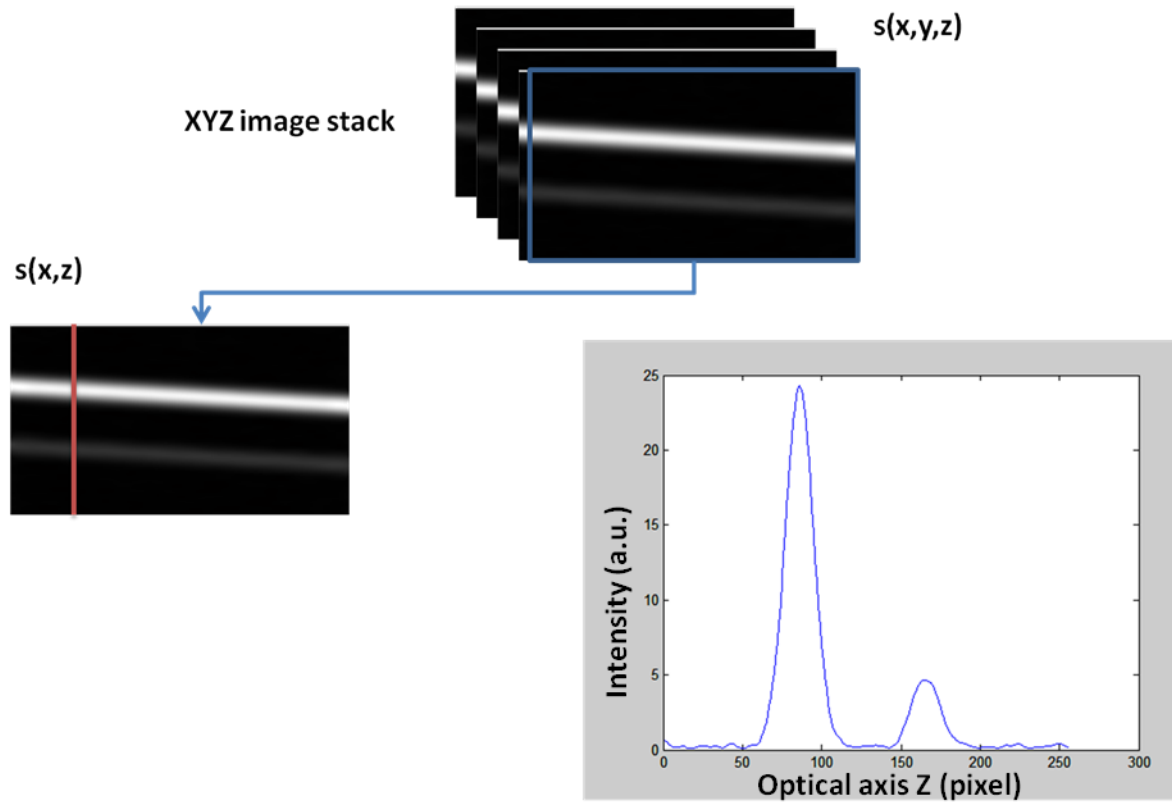 s(x,y,z)
XYZ image stack
s(x,z)
25
20
15
10
5
0
Intensity (a.u.)
0 50 100 150 200 250 300
Optical axis Z (pixel)